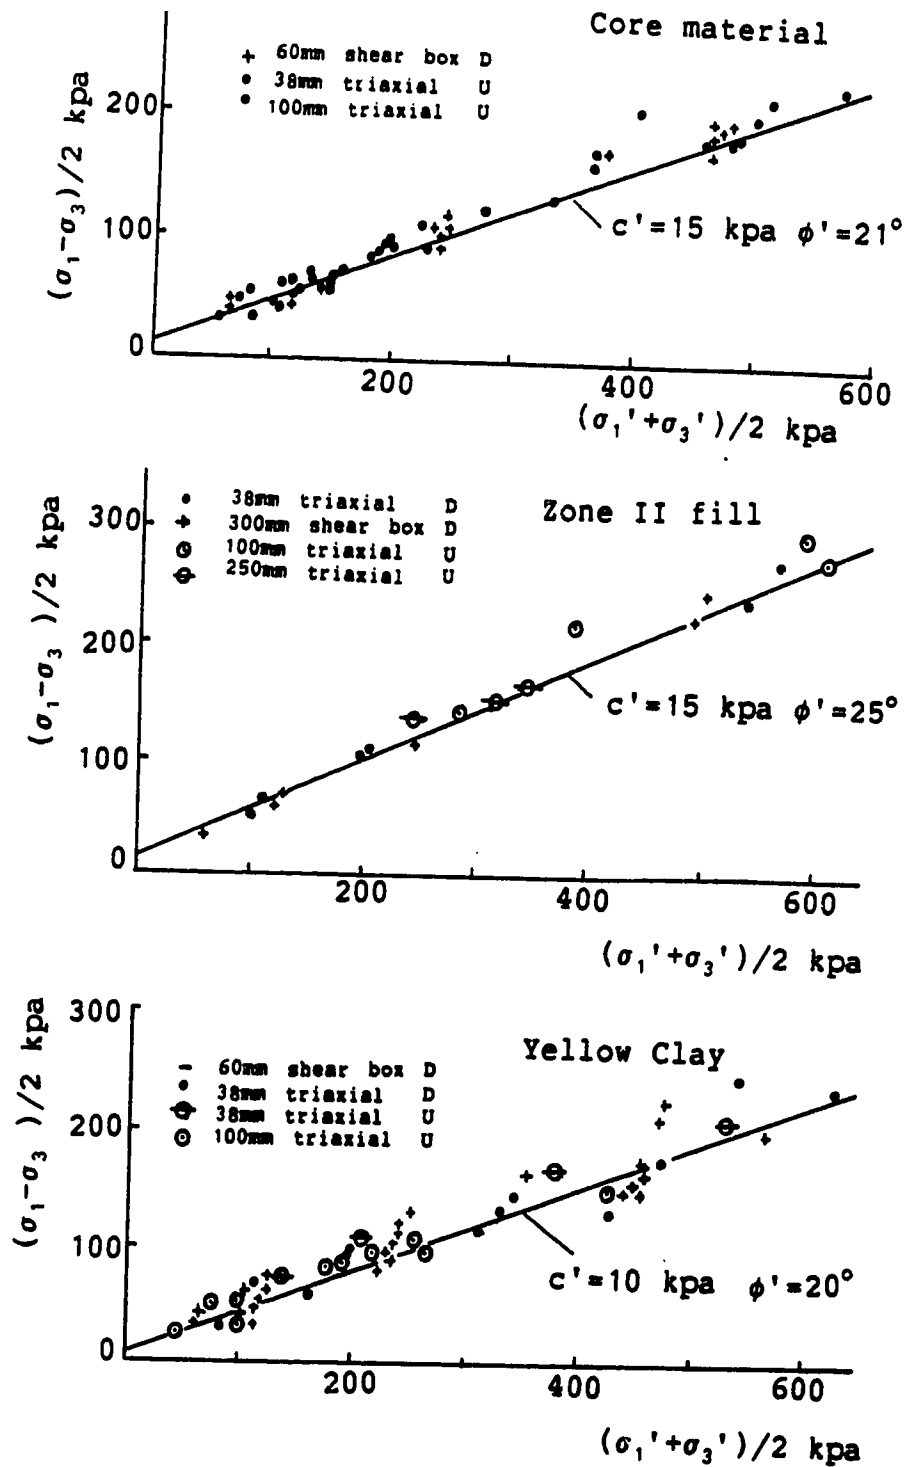 Core material
60mm shear box D
38mm triaxial U
100mm triaxial U
(σ₁-σ₃)/2 kpa
200
100
0
c'=15 kpa φ'=21°
200
400
600
(σ₁'+σ₃')/2 kpa
Zone II fill
38mm triaxial D
300mm shear box D
100mm triaxial U
250mm triaxial U
(σ₁-σ₃)/2 kpa
300
200
100
0
c'=15 kpa φ'=25°
200
400
600
(σ₁'+σ₃')/2 kpa
Yellow Clay
60mm shear box D
38mm triaxial D
38mm triaxial U
100mm triaxial U
(σ₁-σ₃)/2 kpa
300
200
100
0
c'=10 kpa φ'=20°
200
400
600
(σ₁'+σ₃')/2 kpa